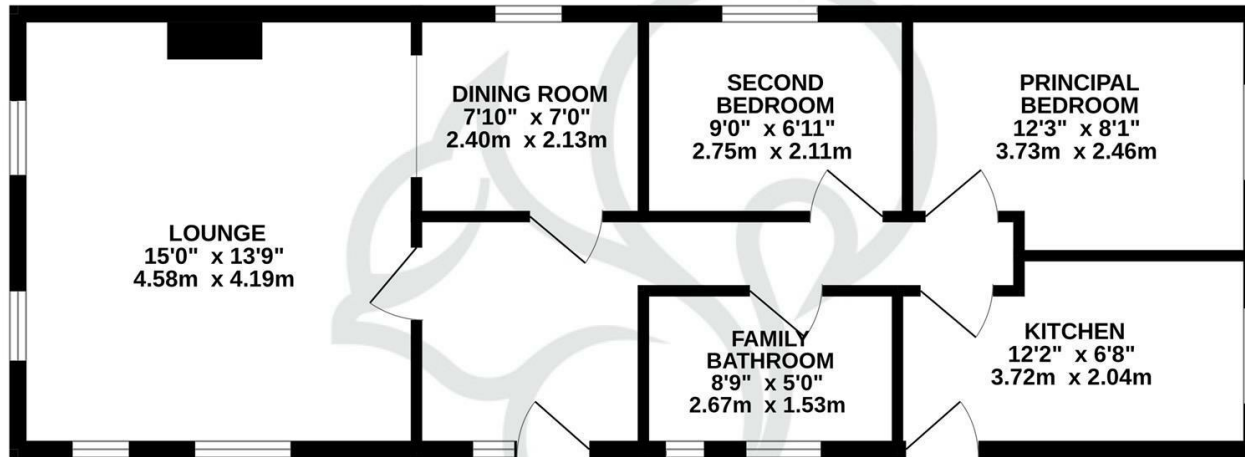 LOUNGE
15'0" x 13'9"
4.58m x 4.19m
DINING ROOM
7'10" x 7'0"
2.40m x 2.13m
SECOND
BEDROOM
9'0" x 6'11"
2.75m x 2.11m
PRINCIPAL
BEDROOM
12'3" x 8'1"
3.73m x 2.46m
FAMILY
BATHROOM
8'9" x 5'0"
2.67m x 1.53m
KITCHEN
12'2" x 6'8"
3.72m x 2.04m